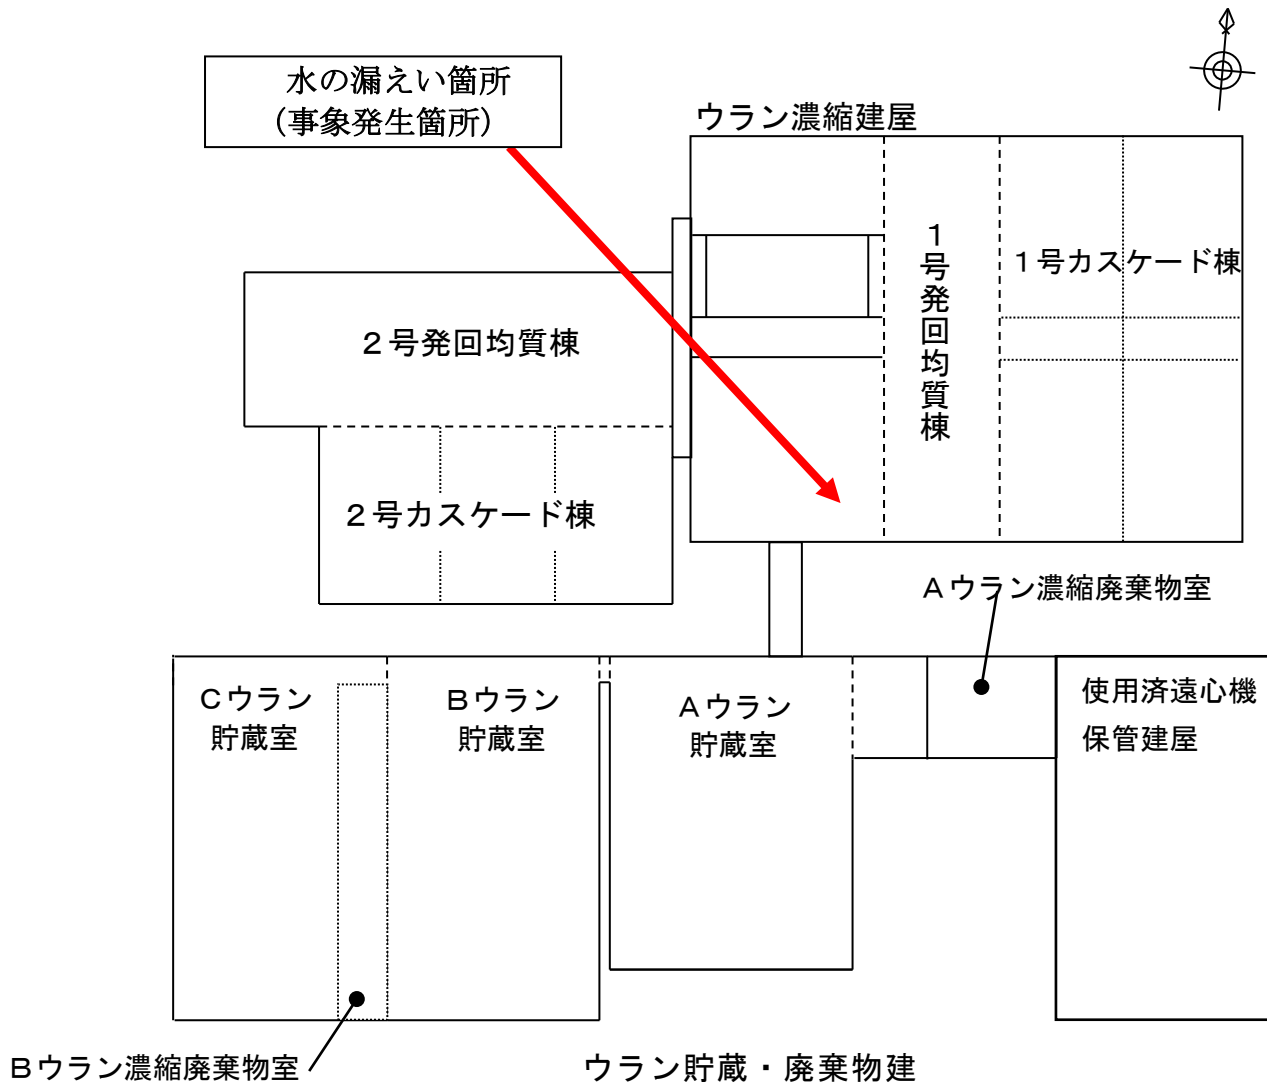 水の漏えい箇所
(事象発生箇所)
ウラン濃縮建屋
１号発回均質棟
１号カスケード棟
２号発回均質棟
２号カスケード棟
Ａウラン濃縮廃棄物室
Ｃウラン
貯蔵室
Ｂウラン
貯蔵室
Ａウラン
貯蔵室
使用済遠心機
保管建屋
Ｂウラン濃縮廃棄物室
ウラン貯蔵・廃棄物建